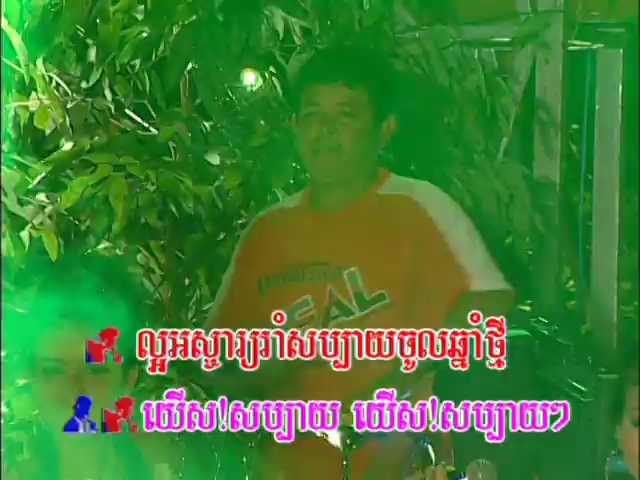 EAL
ល្អអស្ចារ្យរាំសប្បាយចូលឆ្នាំថ្មី
យើស!សប្បាយ យើស!សប្បាយៗ